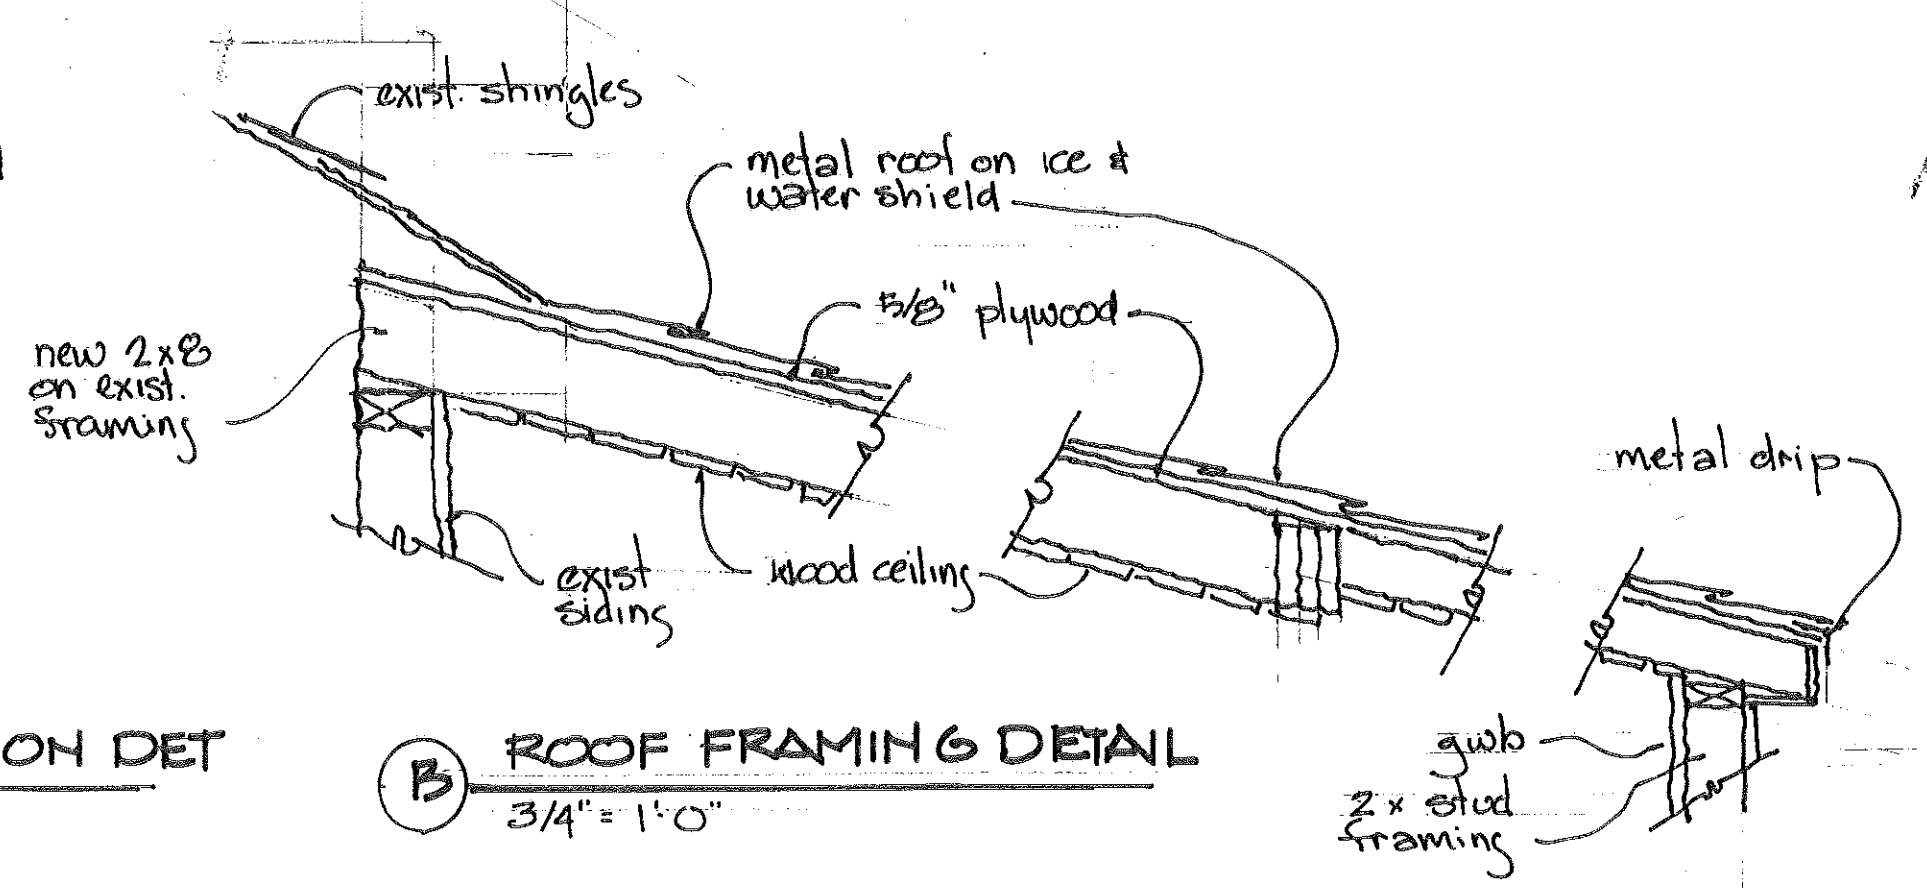 exist. shingles
metal roof on ice &
water shield
5/8" plywood
new 2x8
on exist.
framing
metal drip
exist
siding
wood ceiling
gwb
2 x stud
framing
ON DET
B
ROOF FRAMING DETAIL
3/4" = 1'-0"